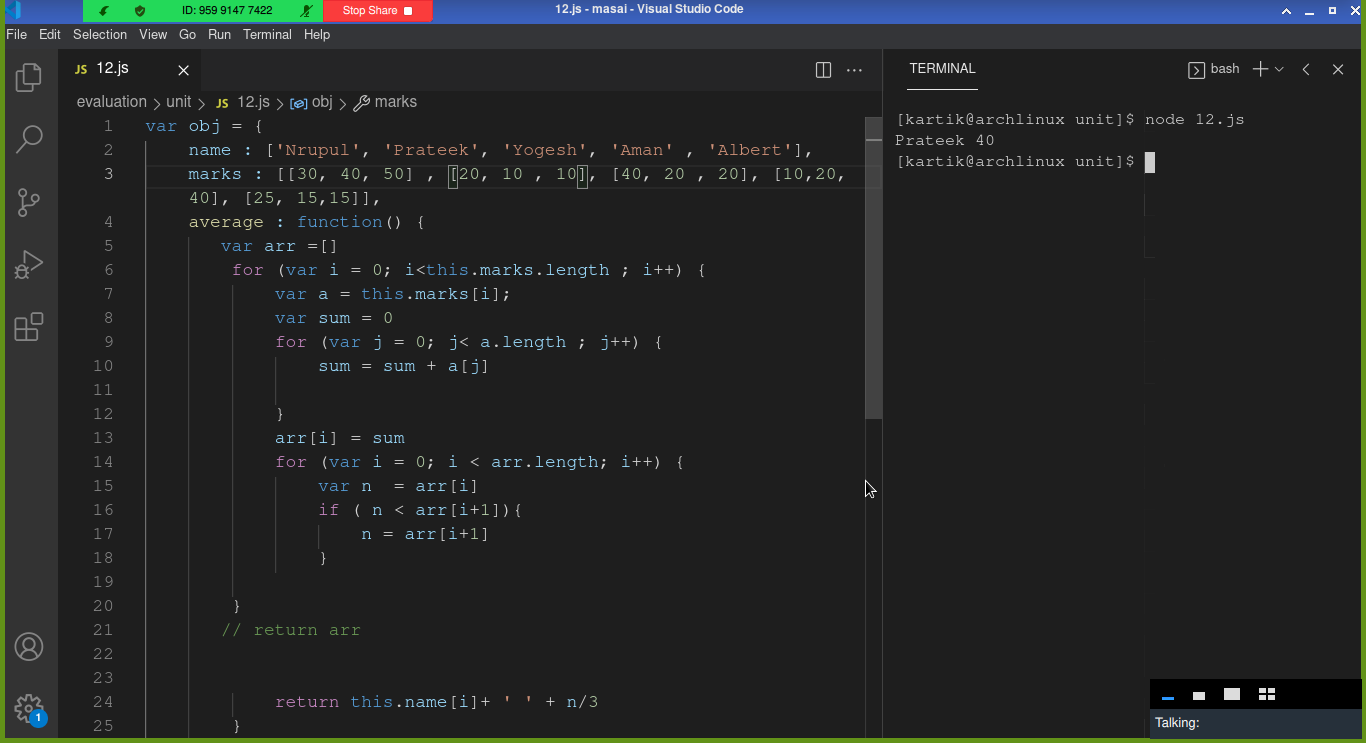 ID: 959 9147 7422
Stop Share
12.js - masai - Visual Studio Code
File Edit Selection View Go Run Terminal Help
JS 12.js
evaluation > unit > JS 12.js > obj > marks
1 var obj = {
2 name : ['Nrupul', 'Prateek', 'Yogesh', 'Aman' , 'Albert'],
3 marks : [[30, 40, 50] , [20, 10 , 10], [40, 20 , 20], [10,20,
40], [25, 15,15]],
4 average : function() {
5 var arr =[]
6 for (var i = 0; i<this.marks.length ; i++) {
7 var a = this.marks[i];
8 var sum = 0
9 for (var j = 0; j< a.length ; j++) {
10 sum = sum + a[j]
11
12 }
13 arr[i] = sum
14 for (var i = 0; i < arr.length; i++) {
15 var n  = arr[i]
16 if ( n < arr[i+1]){
17 n = arr[i+1]
18 }
19
20 }
21 // return arr
22
23
24 return this.name[i]+ ' ' + n/3
25 }
1
TERMINAL
bash
[kartik@archlinux unit]$ node 12.js
Prateek 40
[kartik@archlinux unit]$
Talking: